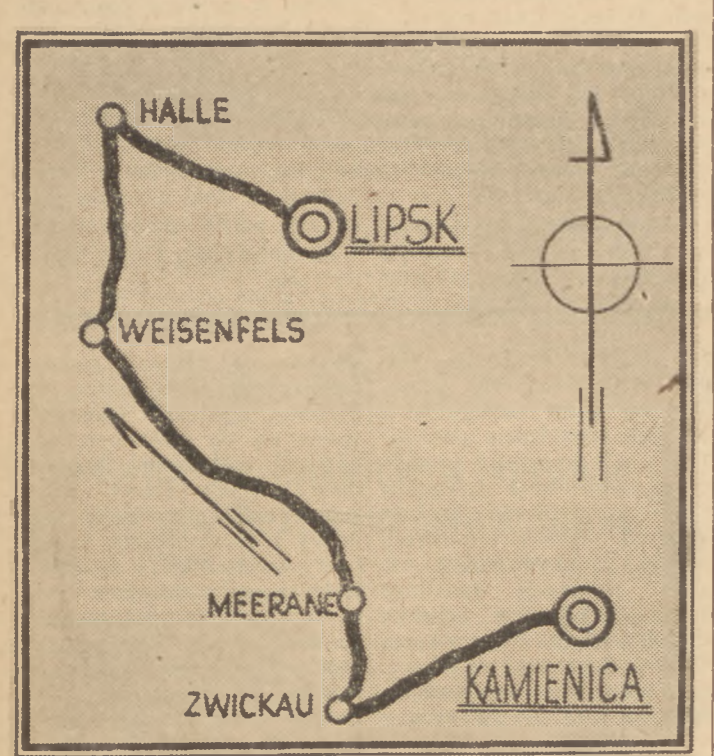 HALLE
LIPSK
WEISENFELS
MEERANE
KAMIENICA
ZWICKAU